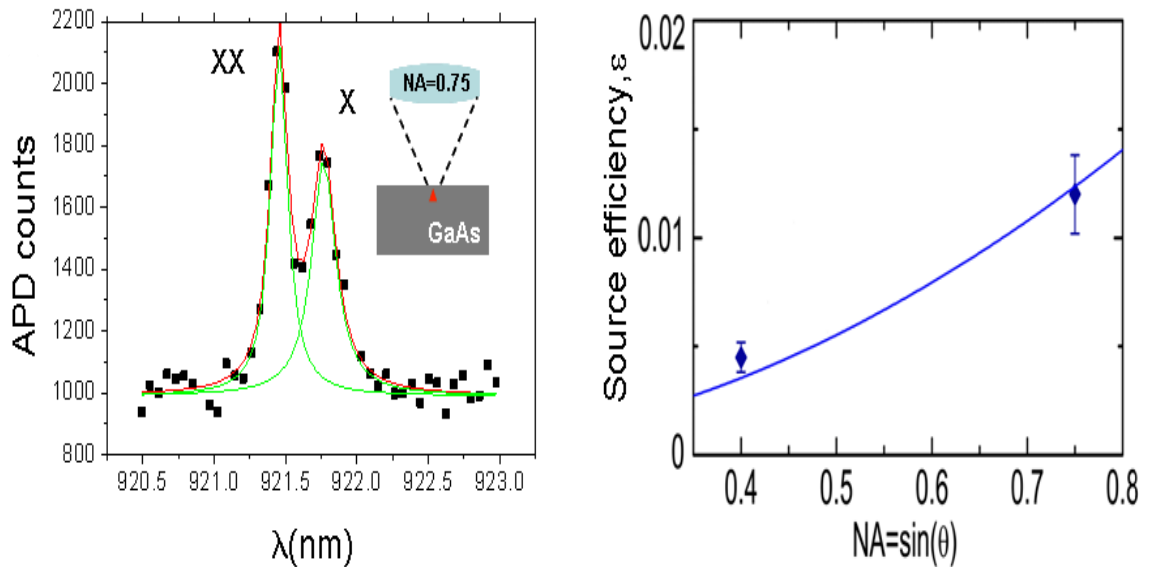 2200
2000
1800
1600
1400
1200
1000
800
APD counts
XX
X
NA=0.75
GaAs
920.5 921.0 921.5 922.0 922.5 923.0
λ(nm)
0.02
0.01
0
Source efficiency,ε
0.4 0.5 0.6 0.7 0.8
NA=sin(θ)